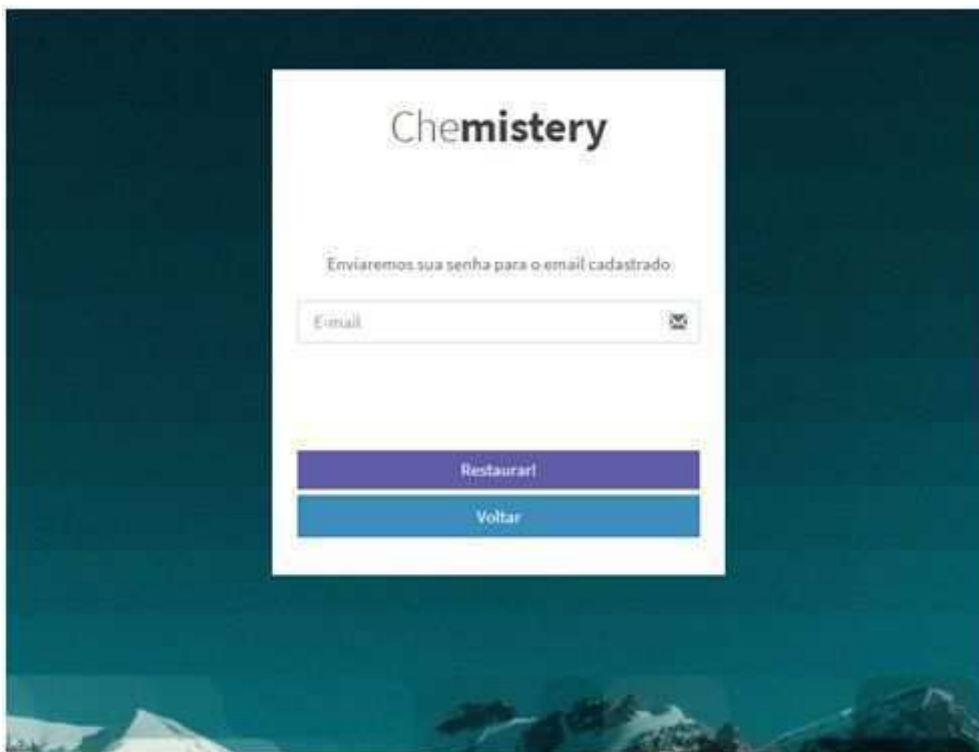 Chemistery
Enviaremos sua senha para o email cadastrado
E-mail
Restaurar!
Voltar